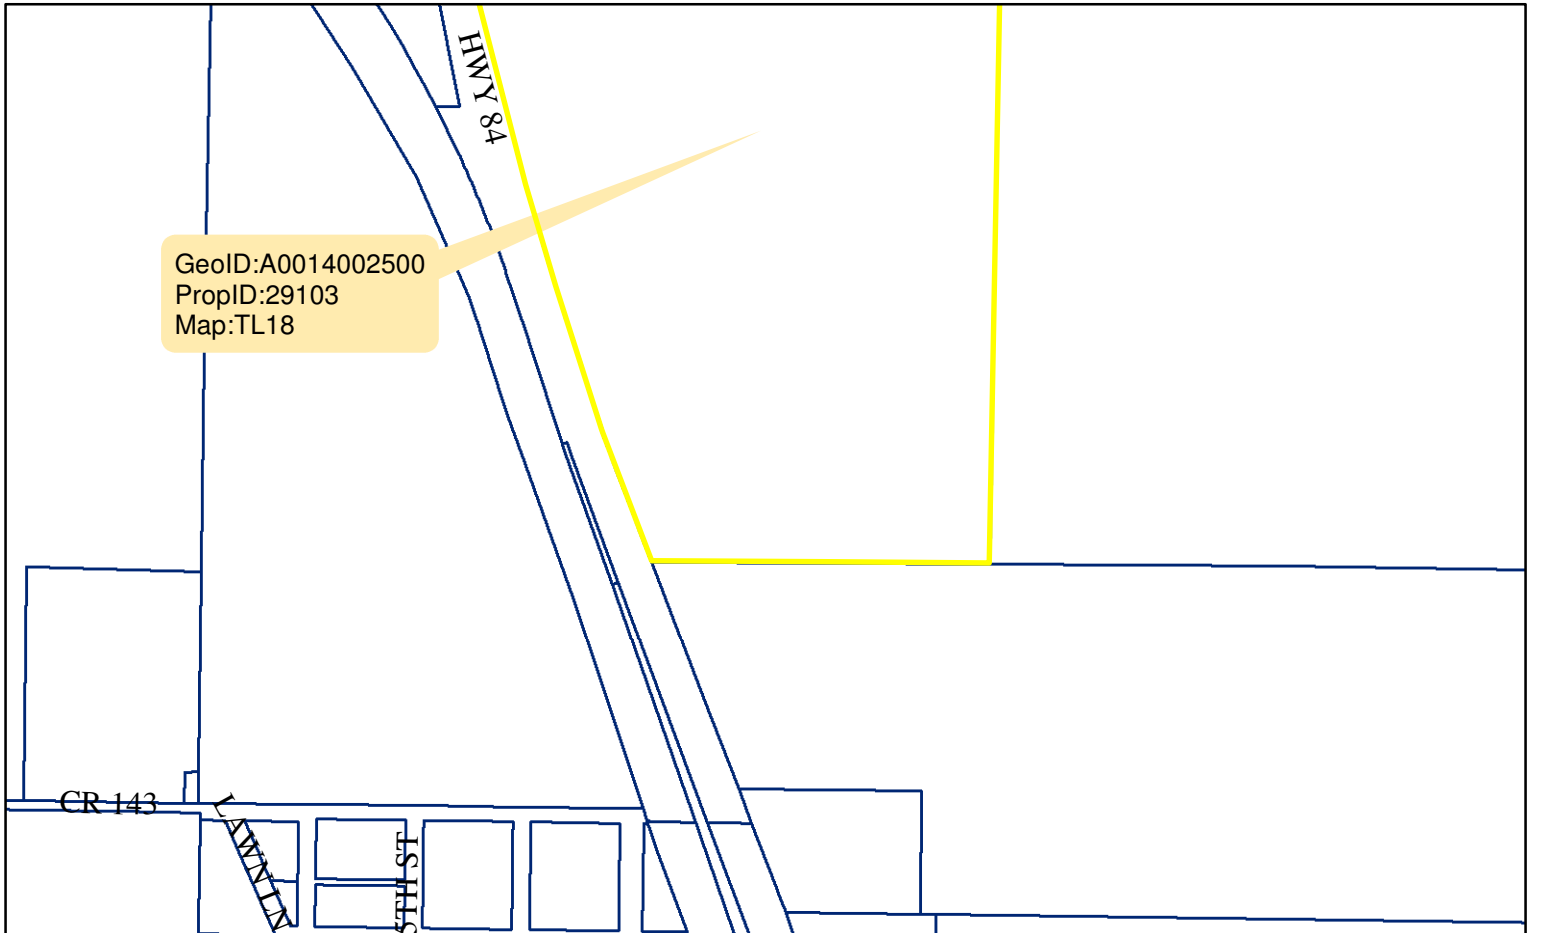 HWY 84
GeoID:A0014002500
PropID:29103
Map:TL18
CR 143
LAWN LN
5TH ST